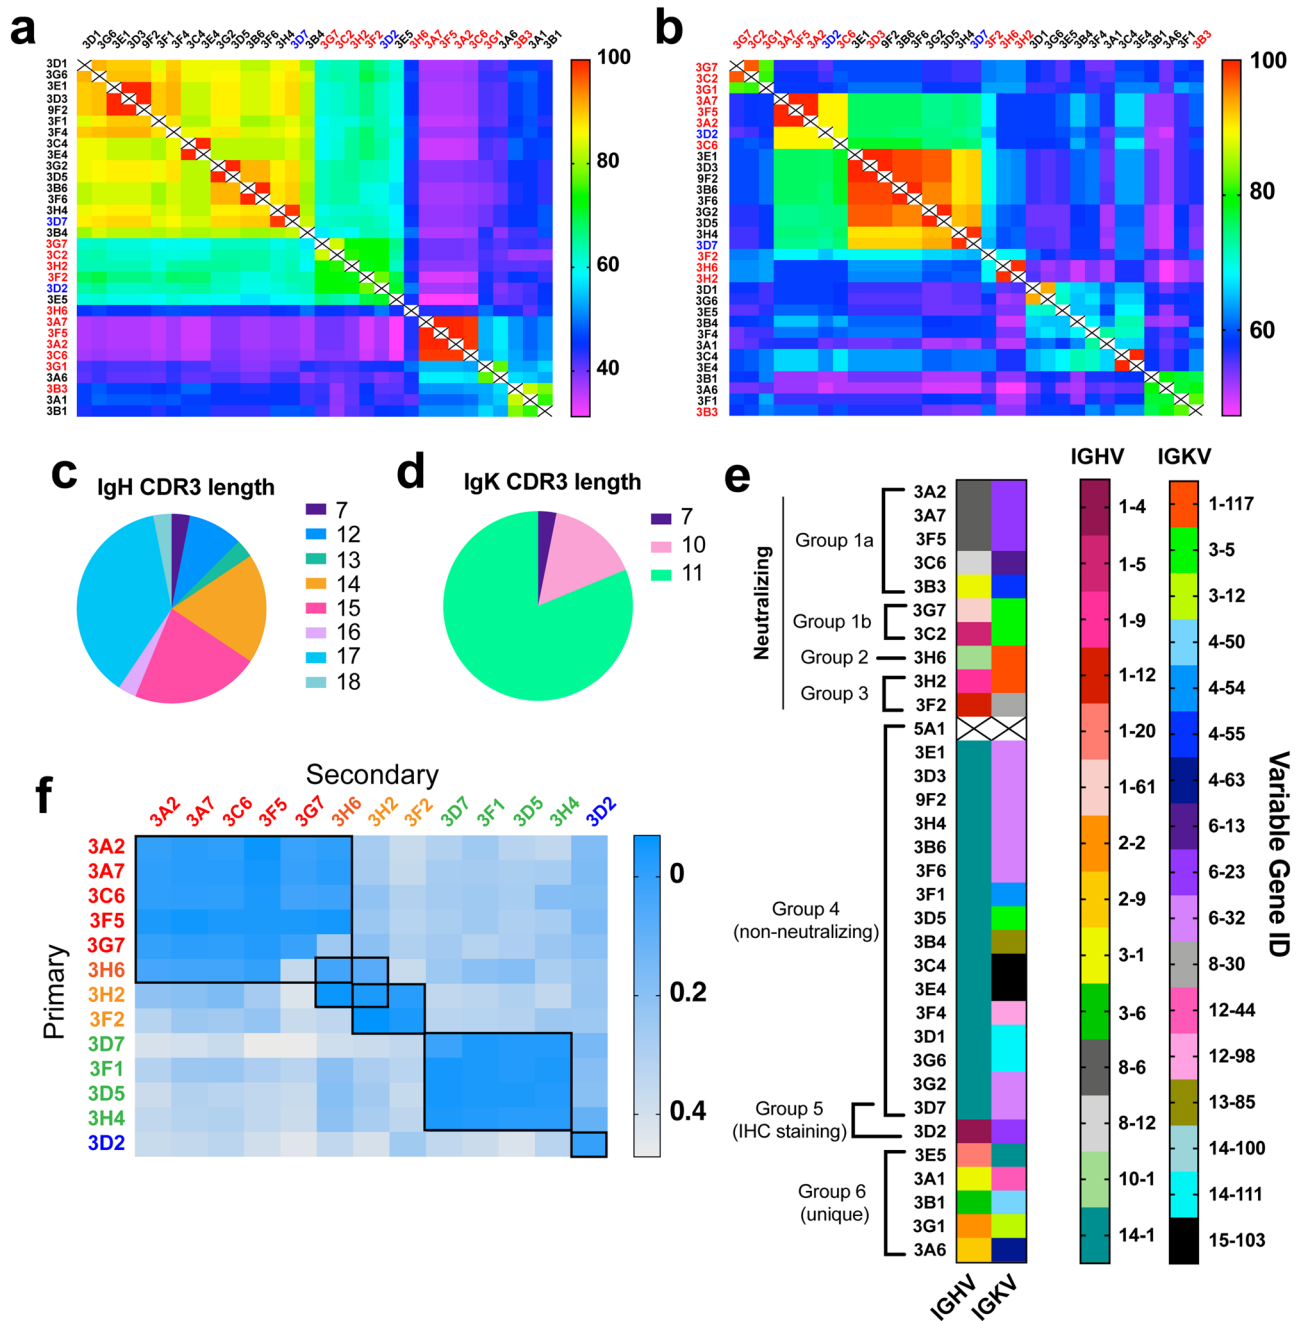 a
3D1 3G6 3E1 3D3 9F2 3F1 3F4 3C4 3E4 3G2 3D5 3B6 3F6 3H4 3D7 3B4 3G7 3C2 3H2 3F2 3D2 3E5 3H6 3A7 3F5 3A2 3C6 3G1 3A6 3B3 3A1 3B1
3D1
3G6
3E1
3D3
9F2
3F1
3F4
3C4
3E4
3G2
3D5
3B6
3F6
3H4
3D7
3B4
3G7
3C2
3H2
3F2
3D2
3E5
3H6
3A7
3F5
3A2
3C6
3G1
3A6
3B3
3A1
3B1
100
80
60
40
b
3G7 3C2 3G1 3A7 3F5 3A2 3D2 3C6 3E1 3D3 9F2 3B6 3F6 3G2 3D5 3H4 3D7 3F2 3H6 3H2 3D1 3G6 3E5 3B4 3F4 3A1 3C4 3E4 3B1 3A6 3F1 3B3
3G7
3C2
3G1
3A7
3F5
3A2
3D2
3C6
3E1
3D3
9F2
3B6
3F6
3G2
3D5
3H4
3D7
3F2
3H6
3H2
3D1
3G6
3E5
3B4
3F4
3A1
3C4
3E4
3B1
3A6
3F1
3B3
100
80
60
c
IgH CDR3 length
7
12
13
14
15
16
17
18
d
IgK CDR3 length
7
10
11
e
Neutralizing
Group 1a
Group 1b
Group 2
Group 3
Group 4
(non-neutralizing)
Group 5
(IHC staining)
Group 6
(unique)
3A2
3A7
3F5
3C6
3B3
3G7
3C2
3H6
3H2
3F2
5A1
3E1
3D3
9F2
3H4
3B6
3F6
3F1
3D5
3B4
3C4
3E4
3F4
3D1
3G6
3G2
3D7
3D2
3E5
3A1
3B1
3G1
3A6
IGHV IGKV
IGHV
1-4
1-5
1-9
1-12
1-20
1-61
2-2
2-9
3-1
3-6
8-6
8-12
10-1
14-1
IGKV
1-117
3-5
3-12
4-50
4-54
4-55
4-63
6-13
6-23
6-32
8-30
12-44
12-98
13-85
14-100
14-111
15-103
Variable Gene ID
f
Secondary
3A2 3A7 3C6 3F5 3G7 3H6 3H2 3F2 3D7 3F1 3D5 3H4 3D2
Primary
3A2
3A7
3C6
3F5
3G7
3H6
3H2
3F2
3D7
3F1
3D5
3H4
3D2
0
0.2
0.4